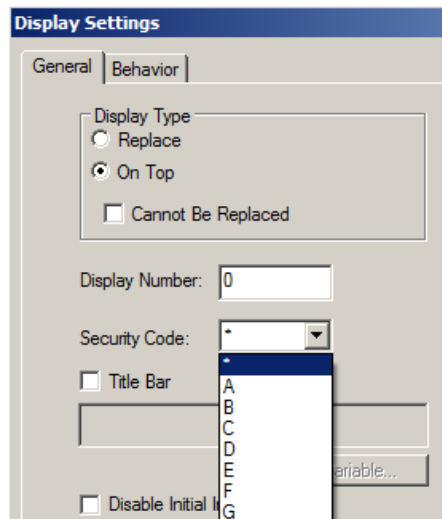 Display Settings
General Behavior
Display Type
Replace
On Top
Cannot Be Replaced
Display Number: 0
Security Code: *
*
Title Bar
A
B
C
D
E
F
G
ariable...
Disable Initial I